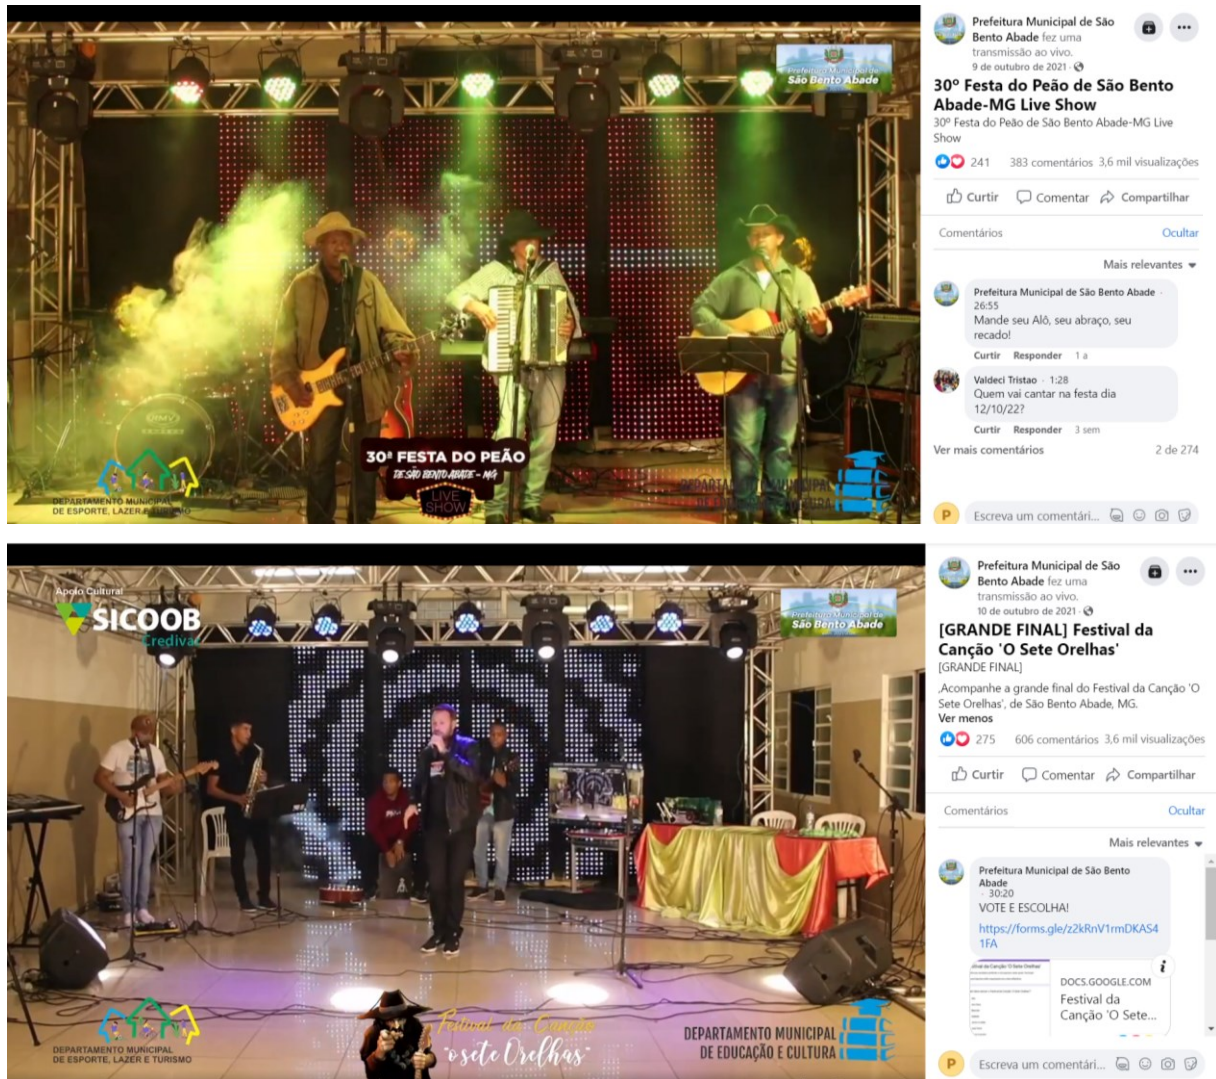 Prefeitura Municipal de
São Bento Abade
30ª FESTA DO PEÃO
DE SÃO BENTO ABADE - MG
LIVE
SHOW
DEPARTAMENTO MUNICIPAL
DE ESPORTE, LAZER E TURISMO
DEPARTAMENTO MUNICIPAL
Prefeitura Municipal de São
Bento Abade fez uma
transmissão ao vivo.
9 de outubro de 2021 ·
30º Festa do Peão de São Bento
Abade-MG Live Show
30º Festa do Peão de São Bento Abade-MG Live
Show
241 383 comentários 3,6 mil visualizações
Curtir Comentar Compartilhar
Comentários Ocultar
Mais relevantes
Prefeitura Municipal de São Bento Abade ·
26:55
Mande seu Alô, seu abraço, seu
recado!
Curtir Responder 1 a
Valdeci Tristao · 1:28
Quem vai cantar na festa dia
12/10/22?
Curtir Responder 3 sem
Ver mais comentários 2 de 274
P Escreva um comentári...
Apoio Cultural
SICOOB
Credivar
Prefeitura Municipal de
São Bento Abade
DEPARTAMENTO MUNICIPAL
DE ESPORTE, LAZER E TURISMO
Festival da Canção
"o sete Orelhas"
DEPARTAMENTO MUNICIPAL
DE EDUCAÇÃO E CULTURA
Prefeitura Municipal de São
Bento Abade fez uma
transmissão ao vivo.
10 de outubro de 2021 ·
[GRANDE FINAL] Festival da
Canção 'O Sete Orelhas'
[GRANDE FINAL]
,Acompanhe a grande final do Festival da Canção 'O
Sete Orelhas', de São Bento Abade, MG.
Ver menos
275 606 comentários 3,6 mil visualizações
Curtir Comentar Compartilhar
Comentários Ocultar
Mais relevantes
Prefeitura Municipal de São Bento
Abade
· 30:20
VOTE E ESCOLHA!
https://forms.gle/z2kRnV1rmDKAS4
1FA
DOCS.GOOGLE.COM
Festival da
Canção 'O Sete...
P Escreva um comentári...